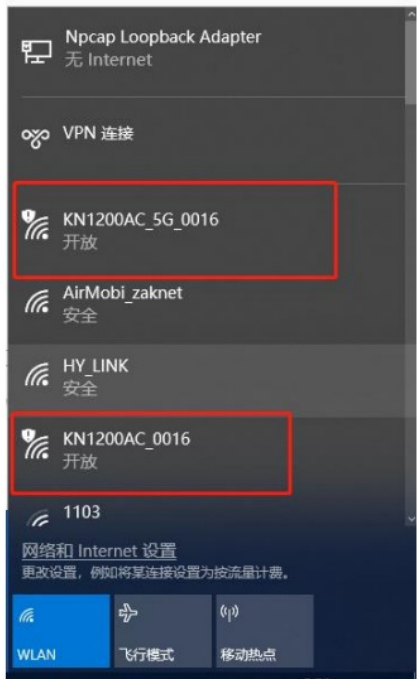 Npcap Loopback Adapter
无 Internet
VPN 连接
KN1200AC_5G_0016
开放
AirMobi_zaknet
安全
HY_LINK
安全
KN1200AC_0016
开放
1103
网络和 Internet 设置
更改设置，例如将某连接设置为按流量计费。
WLAN
飞行模式
移动热点